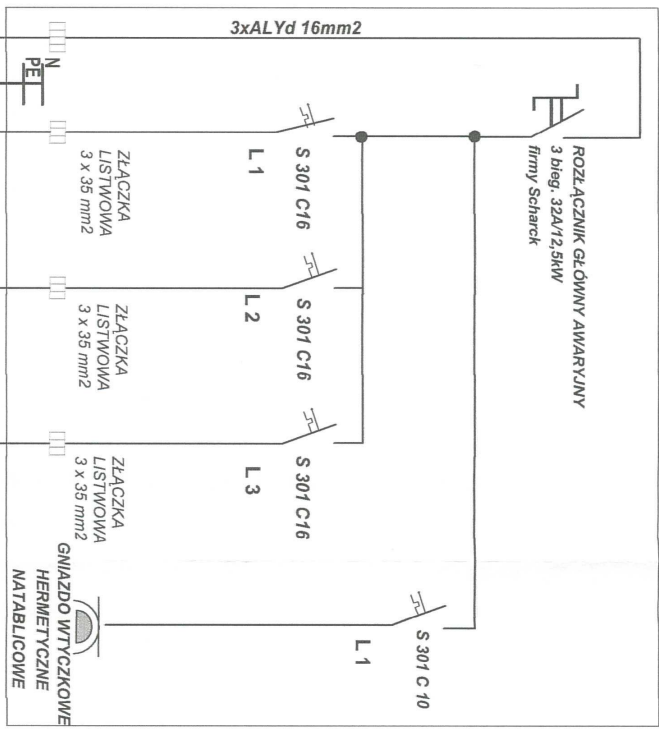 3xALYd 16mm2
ROZŁĄCZNIK GŁÓWNY AWARYJNY
3 bieg. 32A/12,5kW
firmy Scharck
N
PE
S 301 C16
L 1
ZŁĄCZKA
LISTWOWA
3 x 35 mm2
S 301 C16
L 2
ZŁĄCZKA
LISTWOWA
3 x 35 mm2
S 301 C16
L 3
ZŁĄCZKA
LISTWOWA
3 x 35 mm2
S 301 C 10
L 1
GNIAZDO WTYCZKOWE
HERMETYCZNE
NATABLICOWE